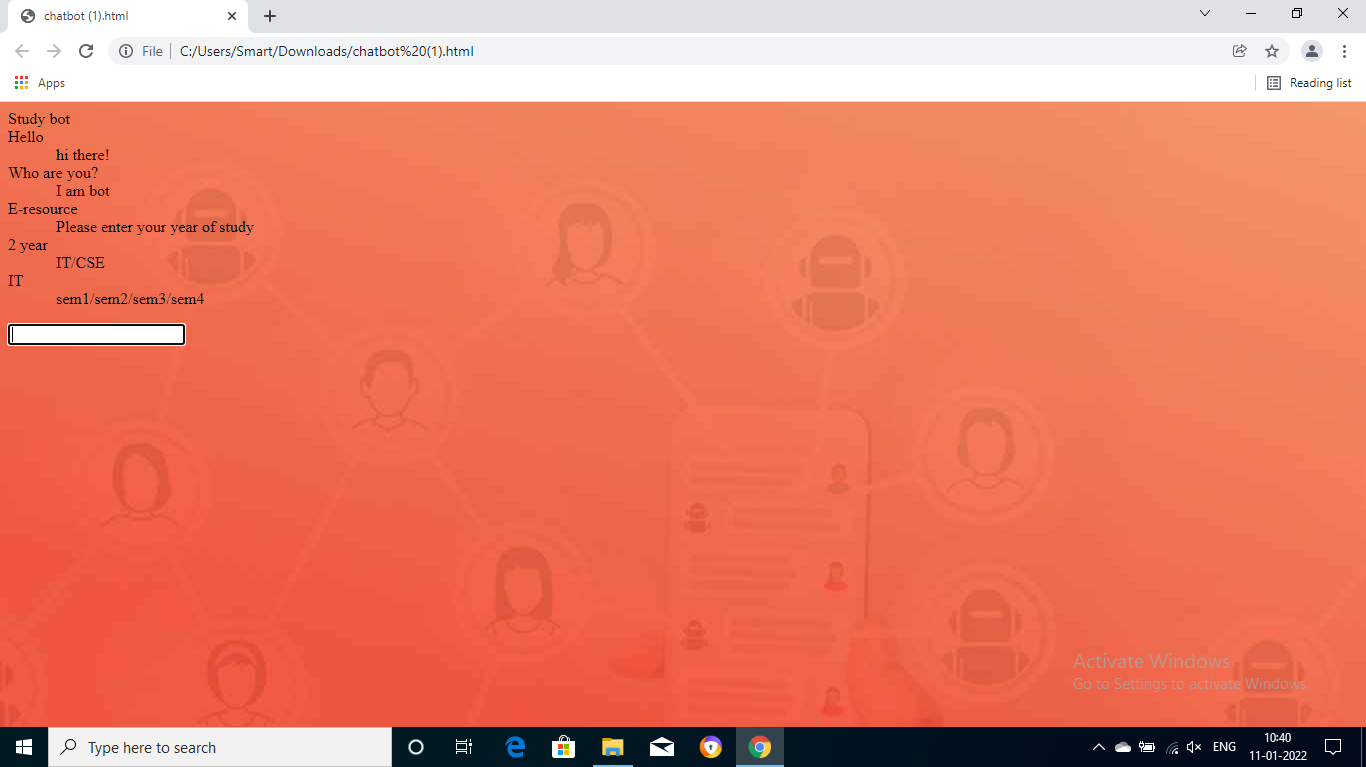 chatbot (1).html
File
C:/Users/Smart/Downloads/chatbot%20(1).html
Apps
Reading list
Study bot
Hello
hi there!
Who are you?
I am bot
E-resource
Please enter your year of study
2 year
IT/CSE
IT
sem1/sem2/sem3/sem4
Activate Windows
Go to Settings to activate Windows.
Type here to search
ENG
10:40
11-01-2022